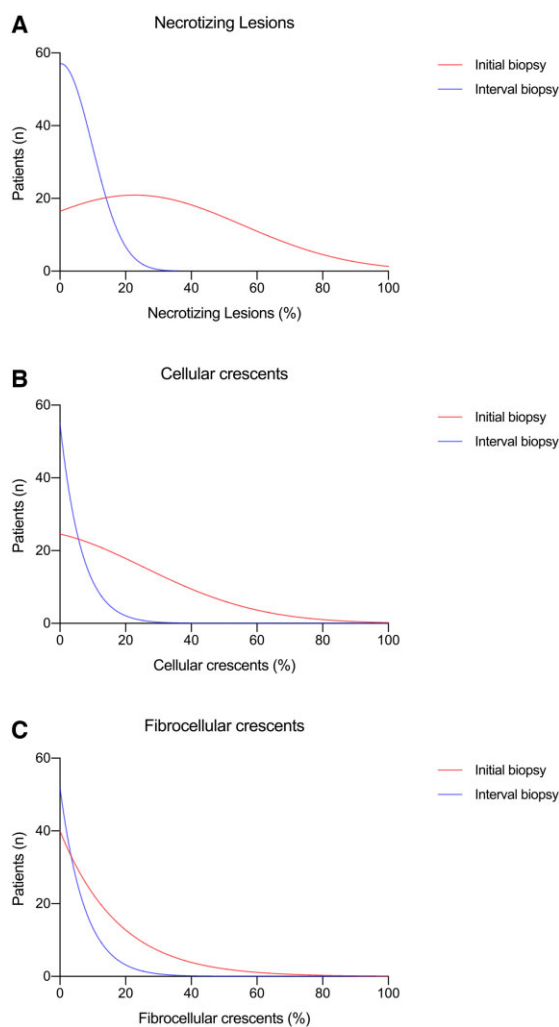 A
Necrotizing Lesions
60
40
20
0
Patients (n)
0 20 40 60 80 100
Necrotizing Lesions (%)
Initial biopsy
Interval biopsy
B
Cellular crescents
60
40
20
0
Patients (n)
0 20 40 60 80 100
Cellular crescents (%)
Initial biopsy
Interval biopsy
C
Fibrocellular crescents
60
40
20
0
Patients (n)
0 20 40 60 80 100
Fibrocellular crescents (%)
Initial biopsy
Interval biopsy